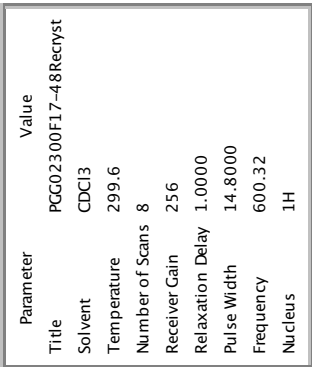 Parameter Value
Title PGG02300F17-48Recryst
Solvent CDCl3
Temperature 299.6
Number of Scans 8
Receiver Gain 256
Relaxation Delay 1.0000
Pulse Width 14.8000
Frequency 600.32
Nucleus 1H